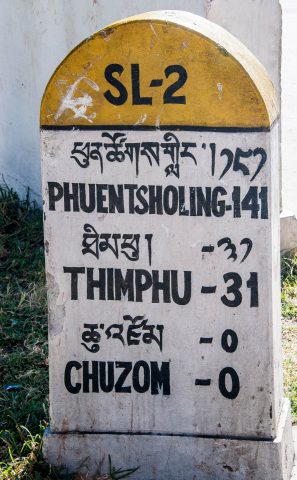 SL-2
ཕུན་ཚོགས་གླིང་། ༡༤༡
PHUENTSHOLING-141
ཐིམ་ཕུ། -༣༡
THIMPHU -31
ཆུ་འཛོམ -༠
CHUZOM -0